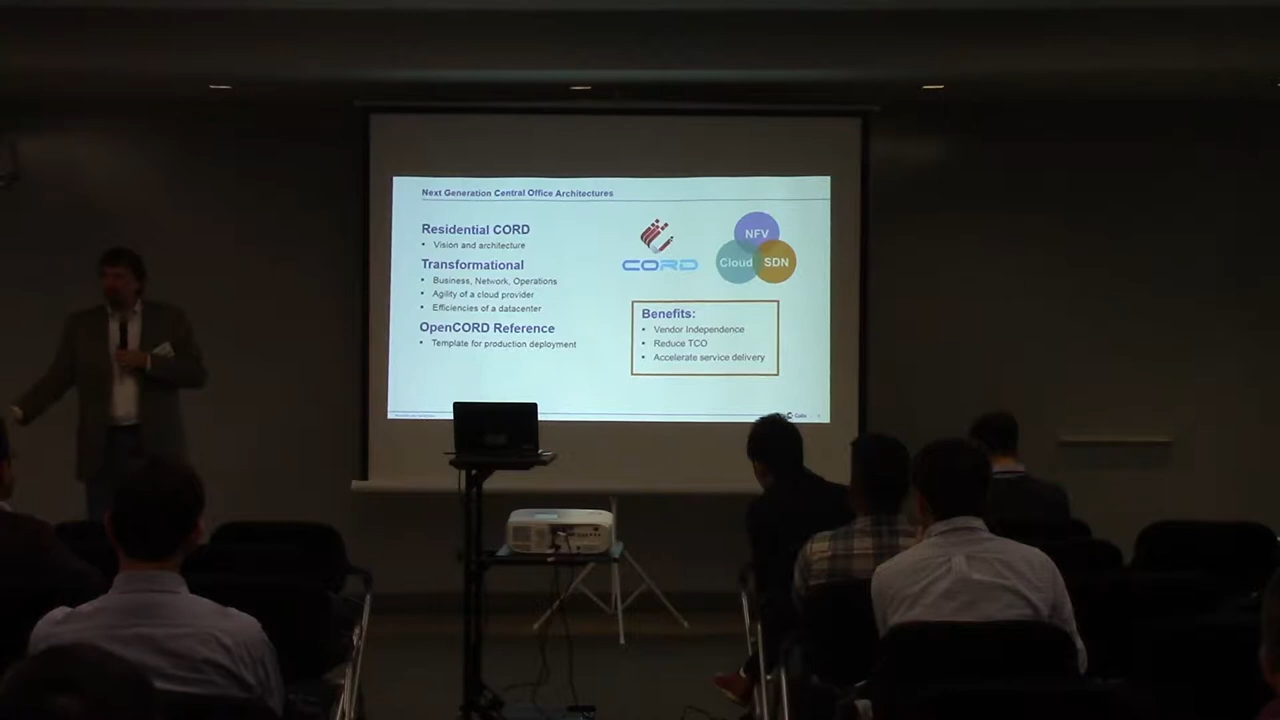 Next Generation Central Office Architectures
Residential CORD
Vision and architecture
Transformational
Business, Network, Operations
Agility of a cloud provider
Efficiencies of a datacenter
OpenCORD Reference
Template for production deployment
CORD
NFV
Cloud
SDN
Benefits:
Vendor Independence
Reduce TCO
Accelerate service delivery
Calix